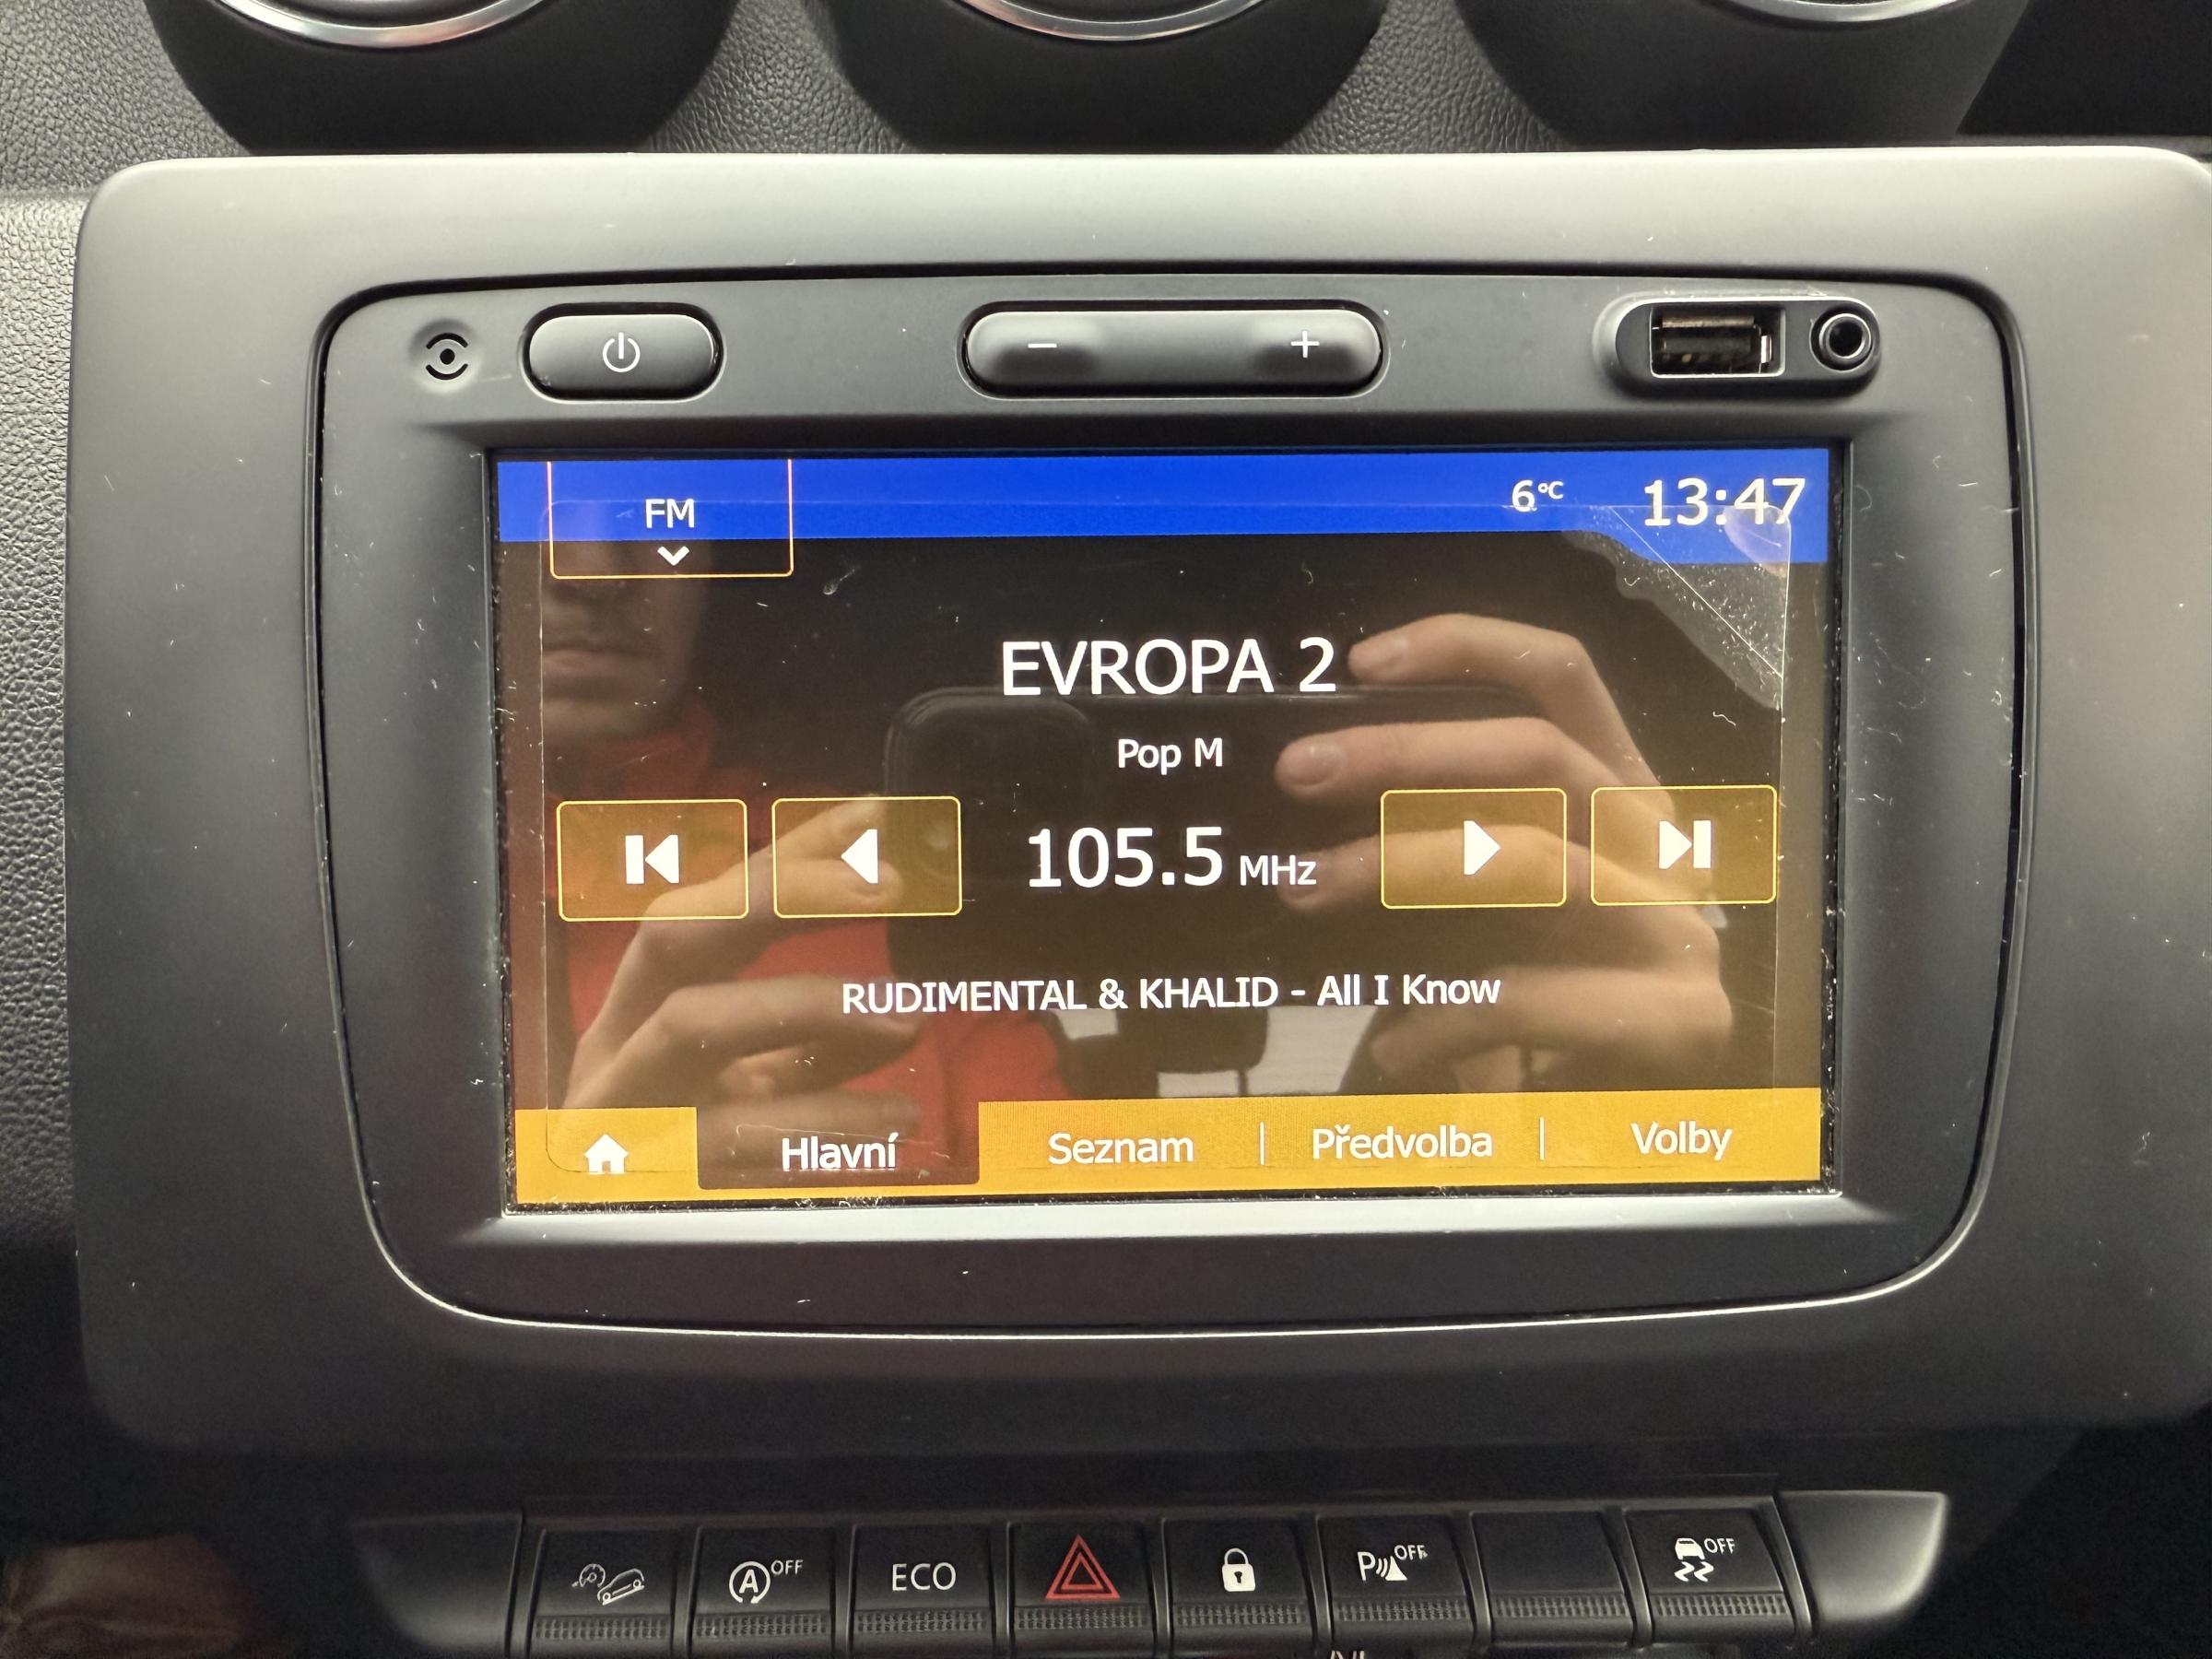 FM
6°C 13:47
EVROPA 2
Pop M
105.5 MHz
RUDIMENTAL & KHALID - All I Know
Hlavní Seznam Předvolba Volby
A OFF ECO P OFF OFF